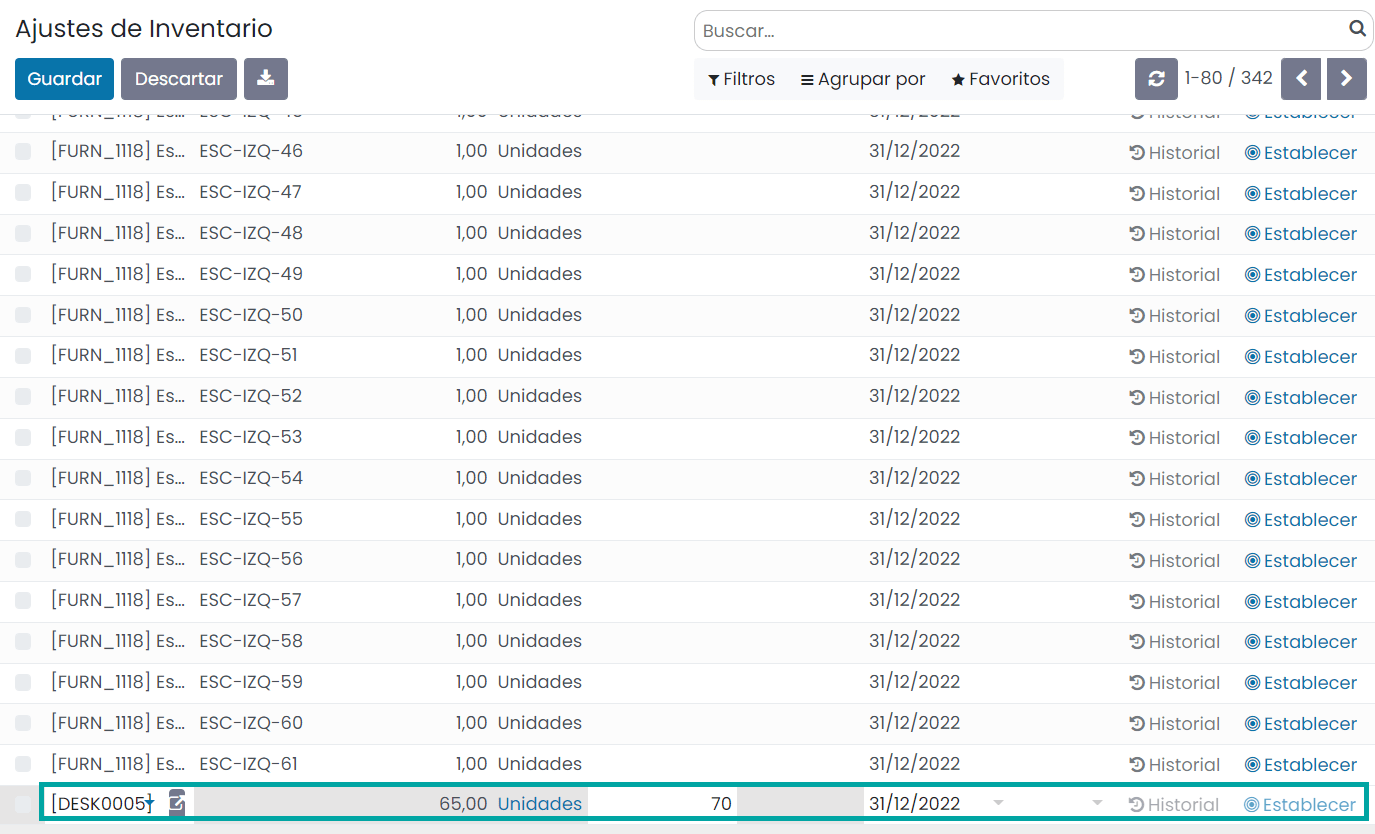 Ajustes de Inventario
Buscar...
Guardar Descartar
Filtros Agrupar por Favoritos 1-80 / 342
[FURN_1118] Es... ESC-IZQ-46 1,00 Unidades 31/12/2022 Historial Establecer
[FURN_1118] Es... ESC-IZQ-47 1,00 Unidades 31/12/2022 Historial Establecer
[FURN_1118] Es... ESC-IZQ-48 1,00 Unidades 31/12/2022 Historial Establecer
[FURN_1118] Es... ESC-IZQ-49 1,00 Unidades 31/12/2022 Historial Establecer
[FURN_1118] Es... ESC-IZQ-50 1,00 Unidades 31/12/2022 Historial Establecer
[FURN_1118] Es... ESC-IZQ-51 1,00 Unidades 31/12/2022 Historial Establecer
[FURN_1118] Es... ESC-IZQ-52 1,00 Unidades 31/12/2022 Historial Establecer
[FURN_1118] Es... ESC-IZQ-53 1,00 Unidades 31/12/2022 Historial Establecer
[FURN_1118] Es... ESC-IZQ-54 1,00 Unidades 31/12/2022 Historial Establecer
[FURN_1118] Es... ESC-IZQ-55 1,00 Unidades 31/12/2022 Historial Establecer
[FURN_1118] Es... ESC-IZQ-56 1,00 Unidades 31/12/2022 Historial Establecer
[FURN_1118] Es... ESC-IZQ-57 1,00 Unidades 31/12/2022 Historial Establecer
[FURN_1118] Es... ESC-IZQ-58 1,00 Unidades 31/12/2022 Historial Establecer
[FURN_1118] Es... ESC-IZQ-59 1,00 Unidades 31/12/2022 Historial Establecer
[FURN_1118] Es... ESC-IZQ-60 1,00 Unidades 31/12/2022 Historial Establecer
[FURN_1118] Es... ESC-IZQ-61 1,00 Unidades 31/12/2022 Historial Establecer
[DESK0005] 65,00 Unidades 70 31/12/2022 Historial Establecer